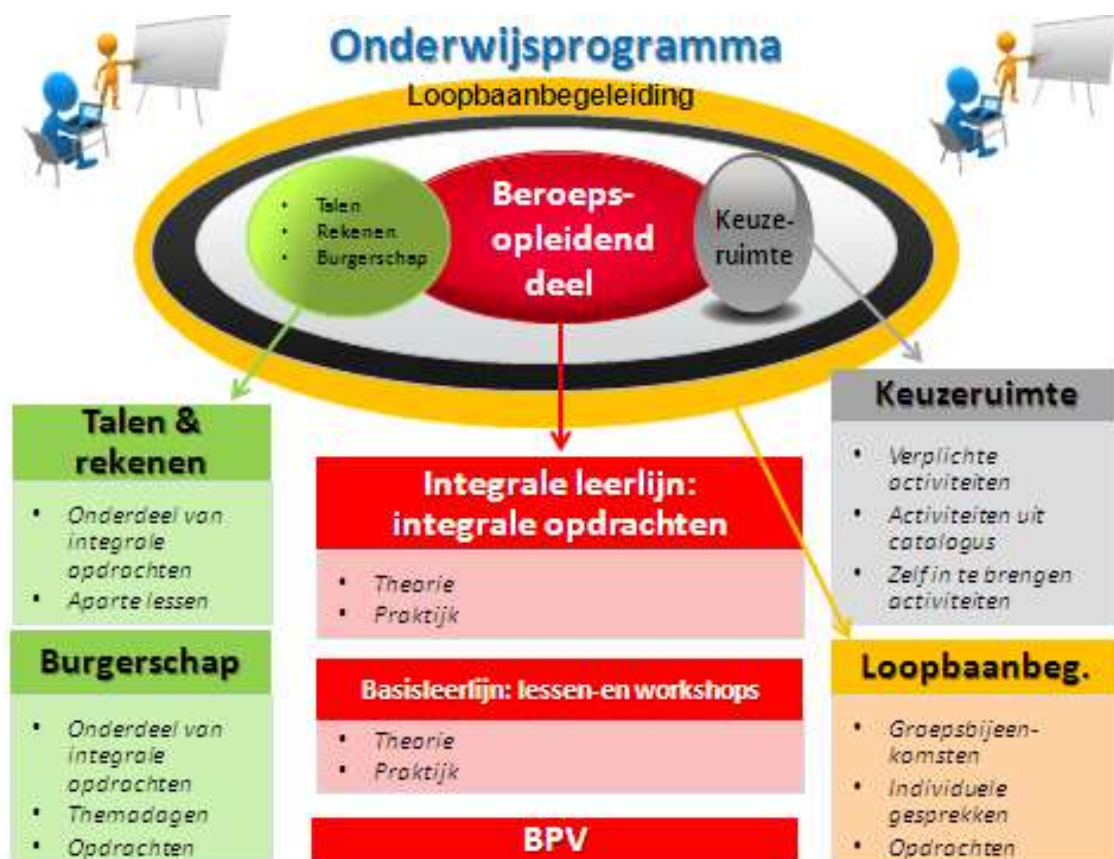 Onderwijsprogramma
Loopbaanbegeleiding
• Talen
• Rekenen
• Burgerschap
Beroeps-
opleidend
deel
Keuze-
ruimte
Talen &
rekenen
• Onderdeel van
integrale
opdrachten
• Aparte lessen
Burgerschap
• Onderdeel van
integrale
opdrachten
• Themadagen
• Opdrachten
Integrale leerlijn:
integrale opdrachten
• Theorie
• Praktijk
Basisleerlijn: lessen-en workshops
• Theorie
• Praktijk
BPV
Keuzeruimte
• Verplichte
activiteiten
• Activiteiten uit
catalogus
• Zelf in te brengen
activiteiten
Loopbaanbeg.
• Groepsbijeen-
komsten
• Individuele
gesprekken
• Opdrachten